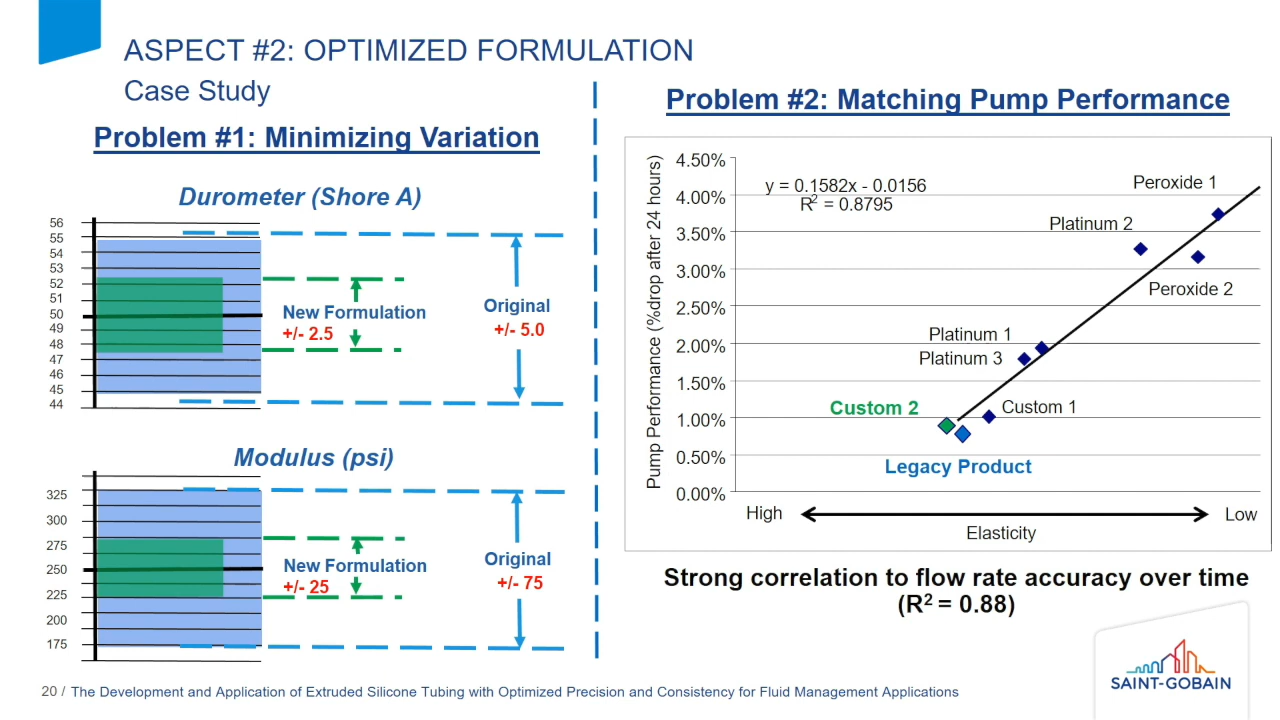 ASPECT #2: OPTIMIZED FORMULATION
Case Study
Problem #1: Minimizing Variation
Durometer (Shore A)
56
55
54
53
52
51
50
49
48
47
46
45
44
New Formulation
+/- 2.5
Original
+/- 5.0
Modulus (psi)
325
300
275
250
225
200
175
New Formulation
+/- 25
Original
+/- 75
Problem #2: Matching Pump Performance
Pump Performance (%drop after 24 hours)
4.50%
4.00%
3.50%
3.00%
2.50%
2.00%
1.50%
1.00%
0.50%
0.00%
y = 0.1582x - 0.0156
R² = 0.8795
Peroxide 1
Platinum 2
Peroxide 2
Platinum 1
Platinum 3
Custom 2
Custom 1
Legacy Product
High
Low
Elasticity
Strong correlation to flow rate accuracy over time
(R² = 0.88)
20 / The Development and Application of Extruded Silicone Tubing with Optimized Precision and Consistency for Fluid Management Applications
SAINT-GOBAIN